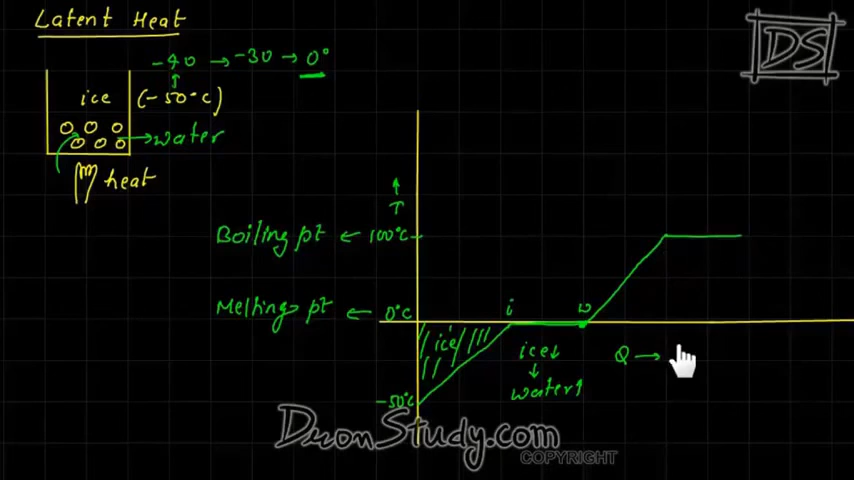 Latent Heat
DS
-40 → -30 → 0°
ice (-50°C)
→ water
heat
↑
T
Boiling pt ← 100°C
Melting pt ← 0°C
i w
ice
ice↓
↓
water↑
Q →
-50°C
DronStudy.com
COPYRIGHT